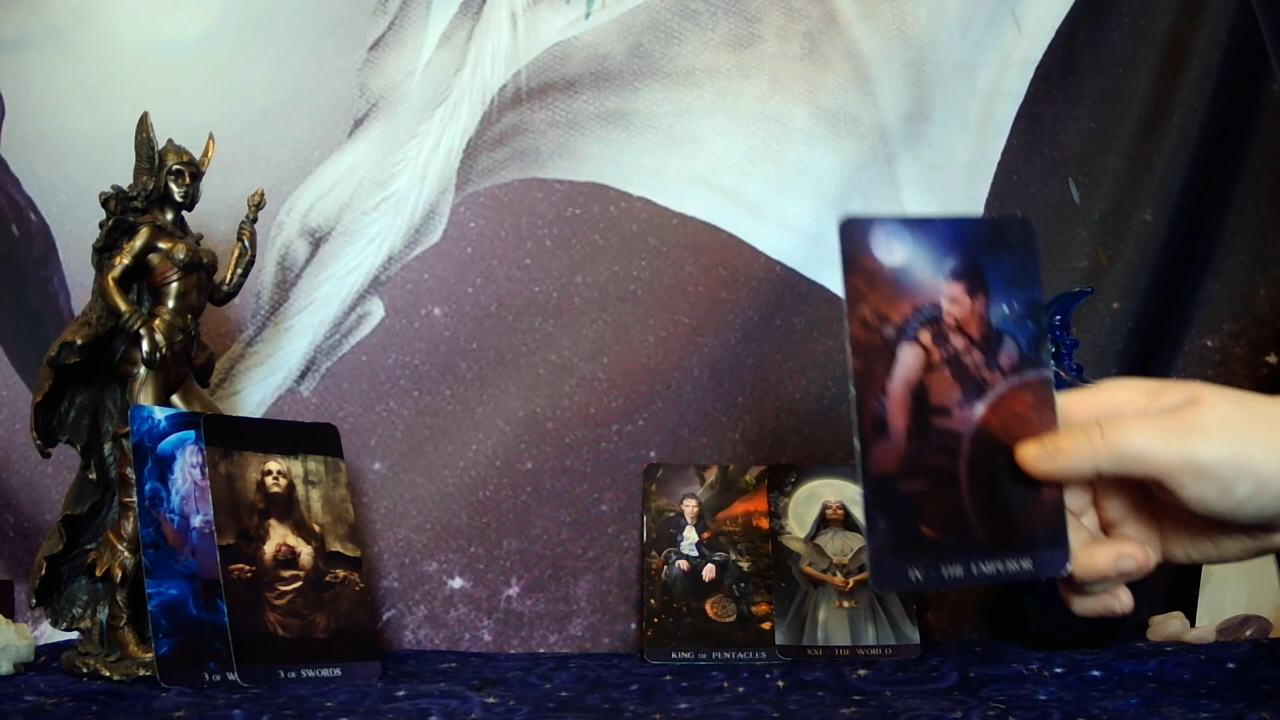 3 OF W
3 OF SWORDS
KING OF PENTACLES
XXI · THE WORLD
IV · THE EMPEROR